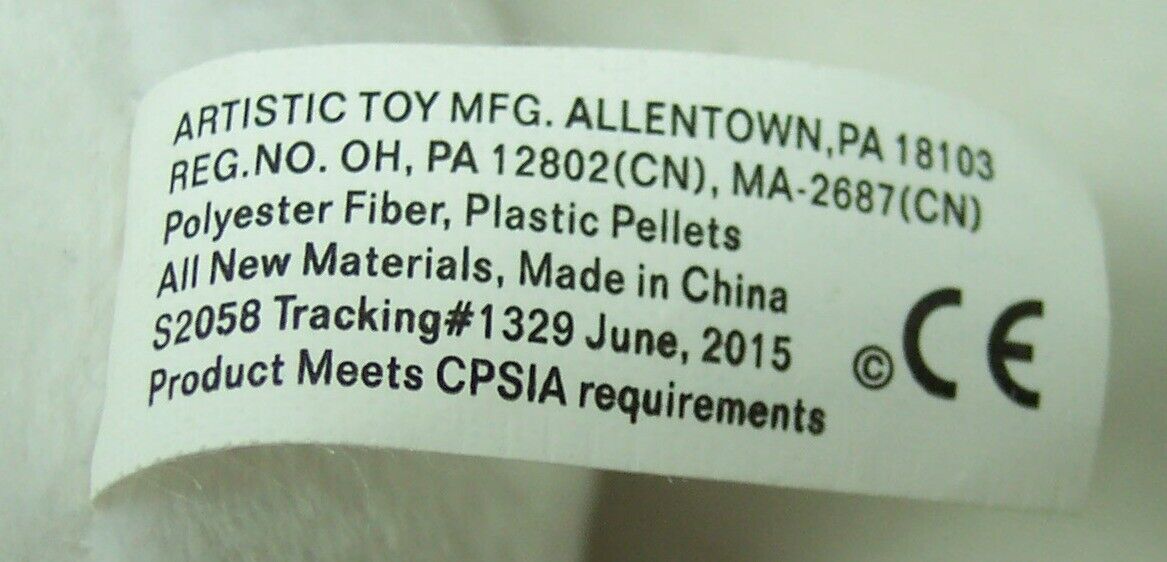 ARTISTIC TOY MFG. ALLENTOWN,PA 18103
REG.NO. OH, PA 12802(CN), MA-2687(CN)
Polyester Fiber, Plastic Pellets
All New Materials, Made in China
S2058 Tracking#1329 June, 2015
Product Meets CPSIA requirements
© CE